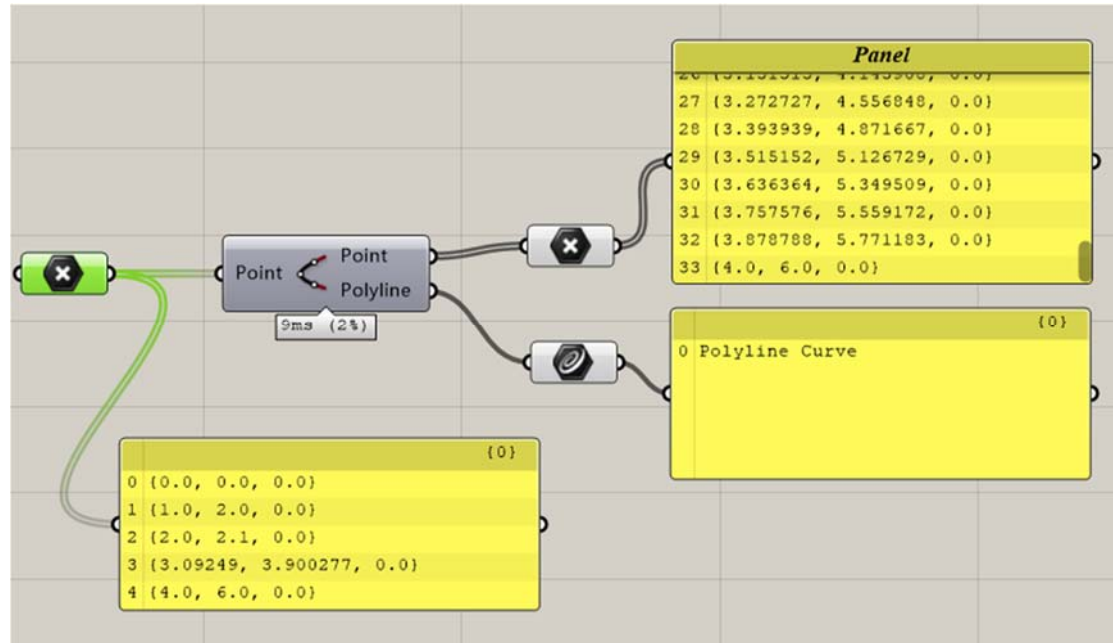 Panel
27 {3.272727, 4.556848, 0.0}
28 {3.393939, 4.871667, 0.0}
29 {3.515152, 5.126729, 0.0}
30 {3.636364, 5.349509, 0.0}
31 {3.757576, 5.559172, 0.0}
32 {3.878788, 5.771183, 0.0}
33 {4.0, 6.0, 0.0}
Point
Point
Polyline
9ms (2%)
{0}
0 Polyline Curve
{0}
0 {0.0, 0.0, 0.0}
1 {1.0, 2.0, 0.0}
2 {2.0, 2.1, 0.0}
3 {3.09249, 3.900277, 0.0}
4 {4.0, 6.0, 0.0}